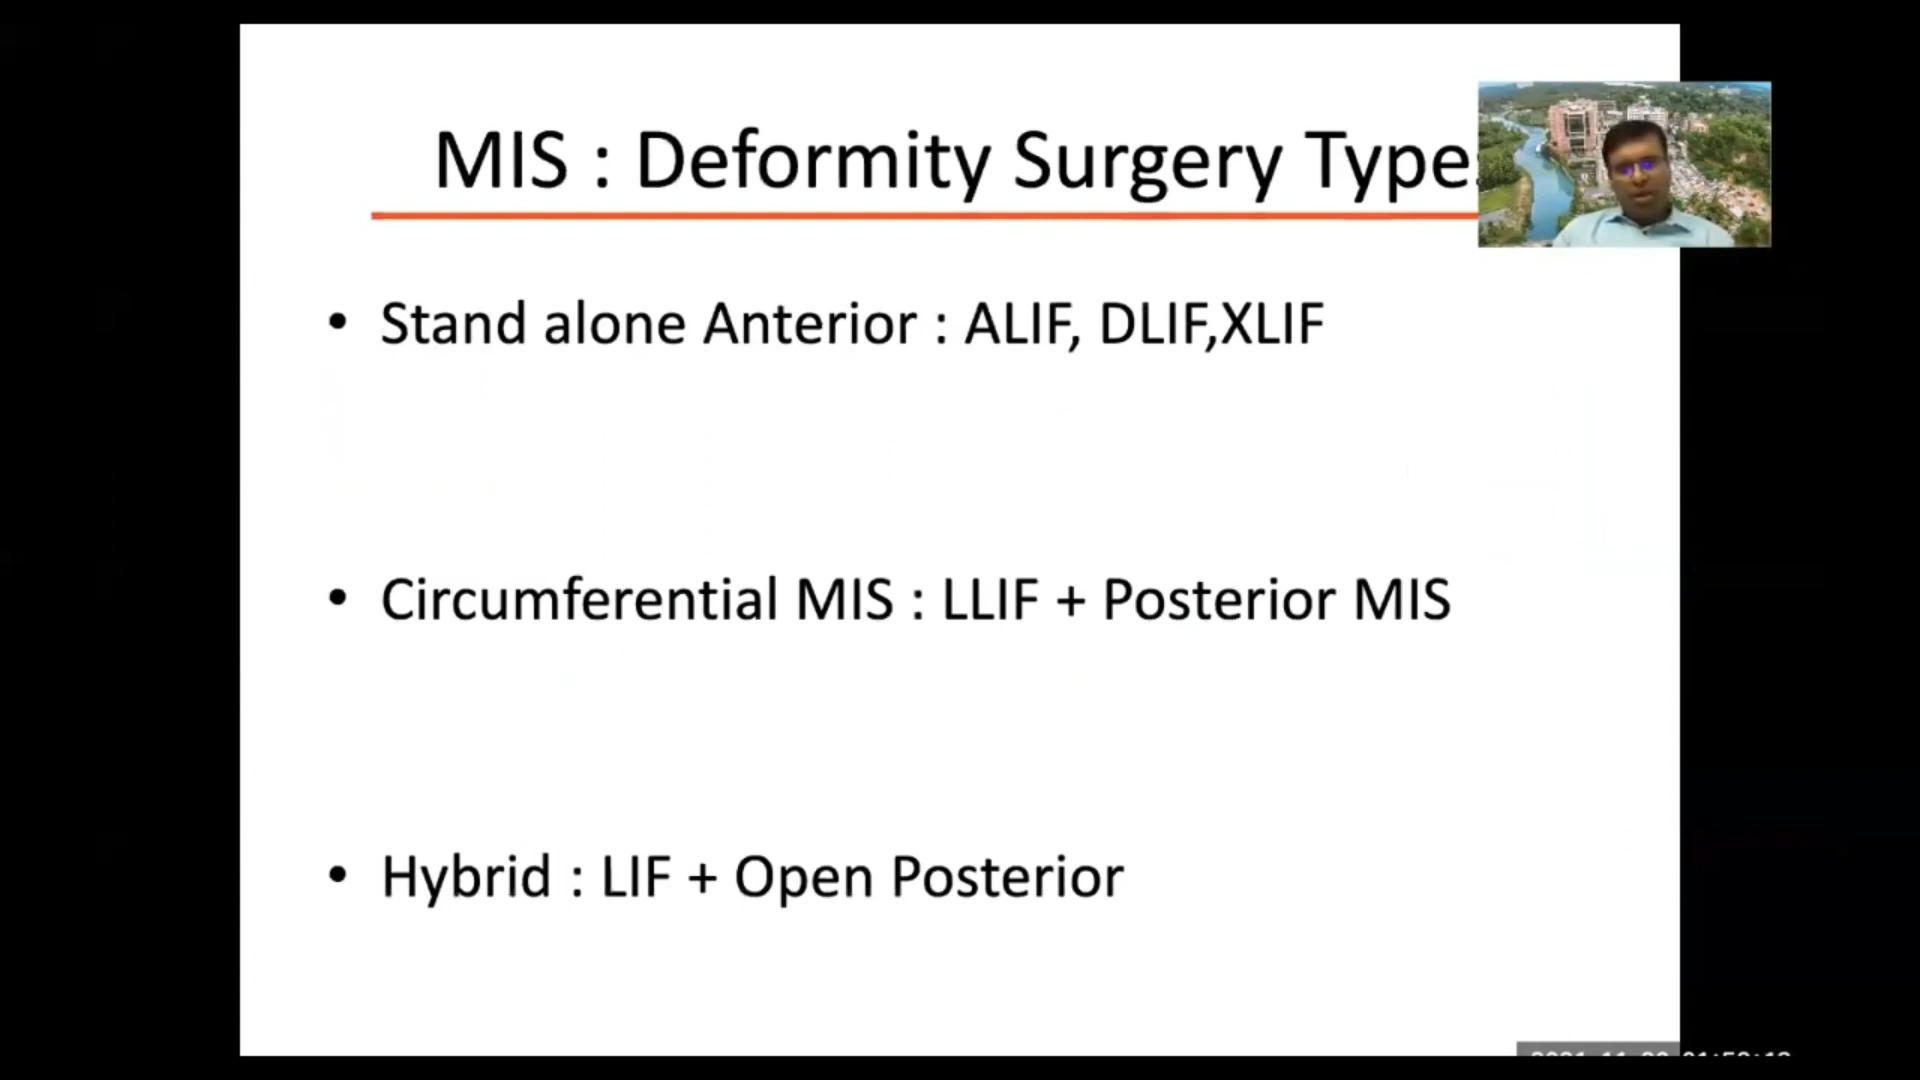 MIS : Deformity Surgery Type
• Stand alone Anterior : ALIF, DLIF,XLIF
• Circumferential MIS : LLIF + Posterior MIS
• Hybrid : LIF + Open Posterior